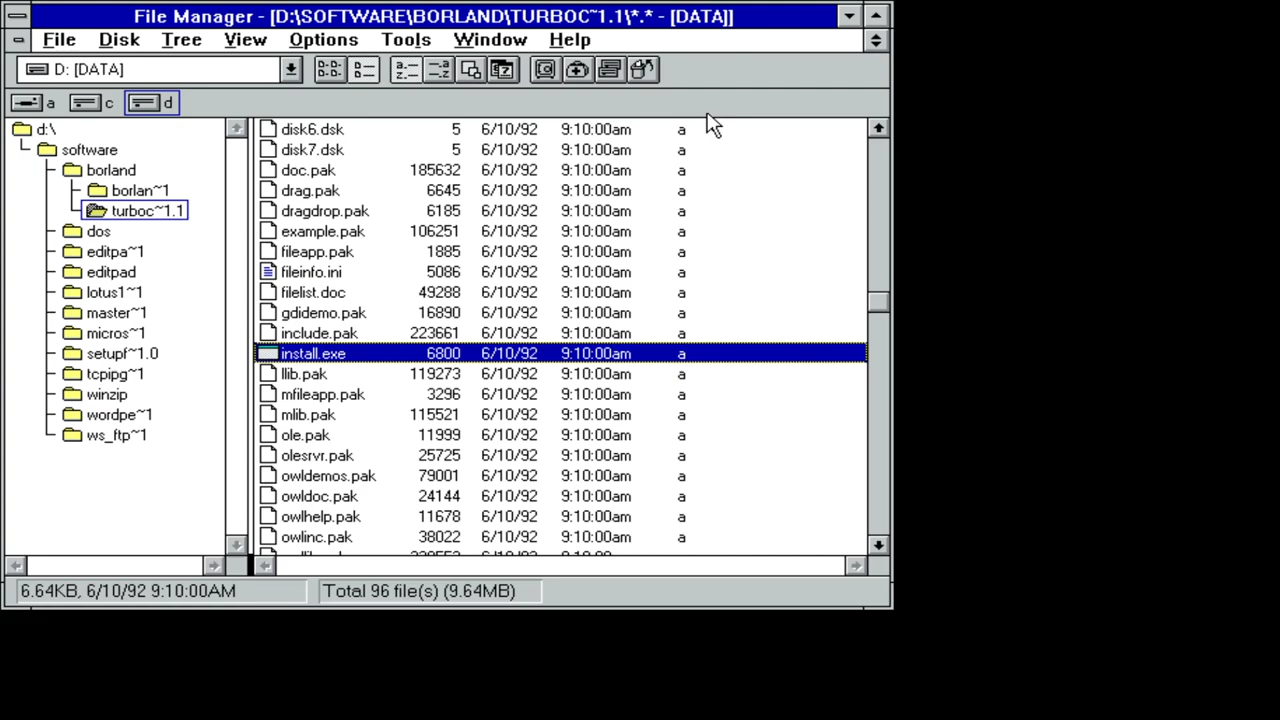 File Manager - [D:\SOFTWARE\BORLAND\TURBOC~1.1\*.* - [DATA]]
File Disk Tree View Options Tools Window Help
D: [DATA]
a c d
d:\
software
borland
borlan~1
turboc~1.1
dos
editpa~1
editpad
lotus1~1
master~1
micros~1
setupf~1.0
tcpipg~1
winzip
wordpe~1
ws_ftp~1
disk6.dsk 5 6/10/92 9:10:00am a
disk7.dsk 5 6/10/92 9:10:00am a
doc.pak 185632 6/10/92 9:10:00am a
drag.pak 6645 6/10/92 9:10:00am a
dragdrop.pak 6185 6/10/92 9:10:00am a
example.pak 106251 6/10/92 9:10:00am a
fileapp.pak 1885 6/10/92 9:10:00am a
fileinfo.ini 5086 6/10/92 9:10:00am a
filelist.doc 49288 6/10/92 9:10:00am a
gdidemo.pak 16890 6/10/92 9:10:00am a
include.pak 223661 6/10/92 9:10:00am a
install.exe 6800 6/10/92 9:10:00am a
llib.pak 119273 6/10/92 9:10:00am a
mfileapp.pak 3296 6/10/92 9:10:00am a
mlib.pak 115521 6/10/92 9:10:00am a
ole.pak 11999 6/10/92 9:10:00am a
olesrvr.pak 25725 6/10/92 9:10:00am a
owldemos.pak 79001 6/10/92 9:10:00am a
owldoc.pak 24144 6/10/92 9:10:00am a
owlhelp.pak 11678 6/10/92 9:10:00am a
owlinc.pak 38022 6/10/92 9:10:00am a
6.64KB, 6/10/92 9:10:00AM
Total 96 file(s) (9.64MB)